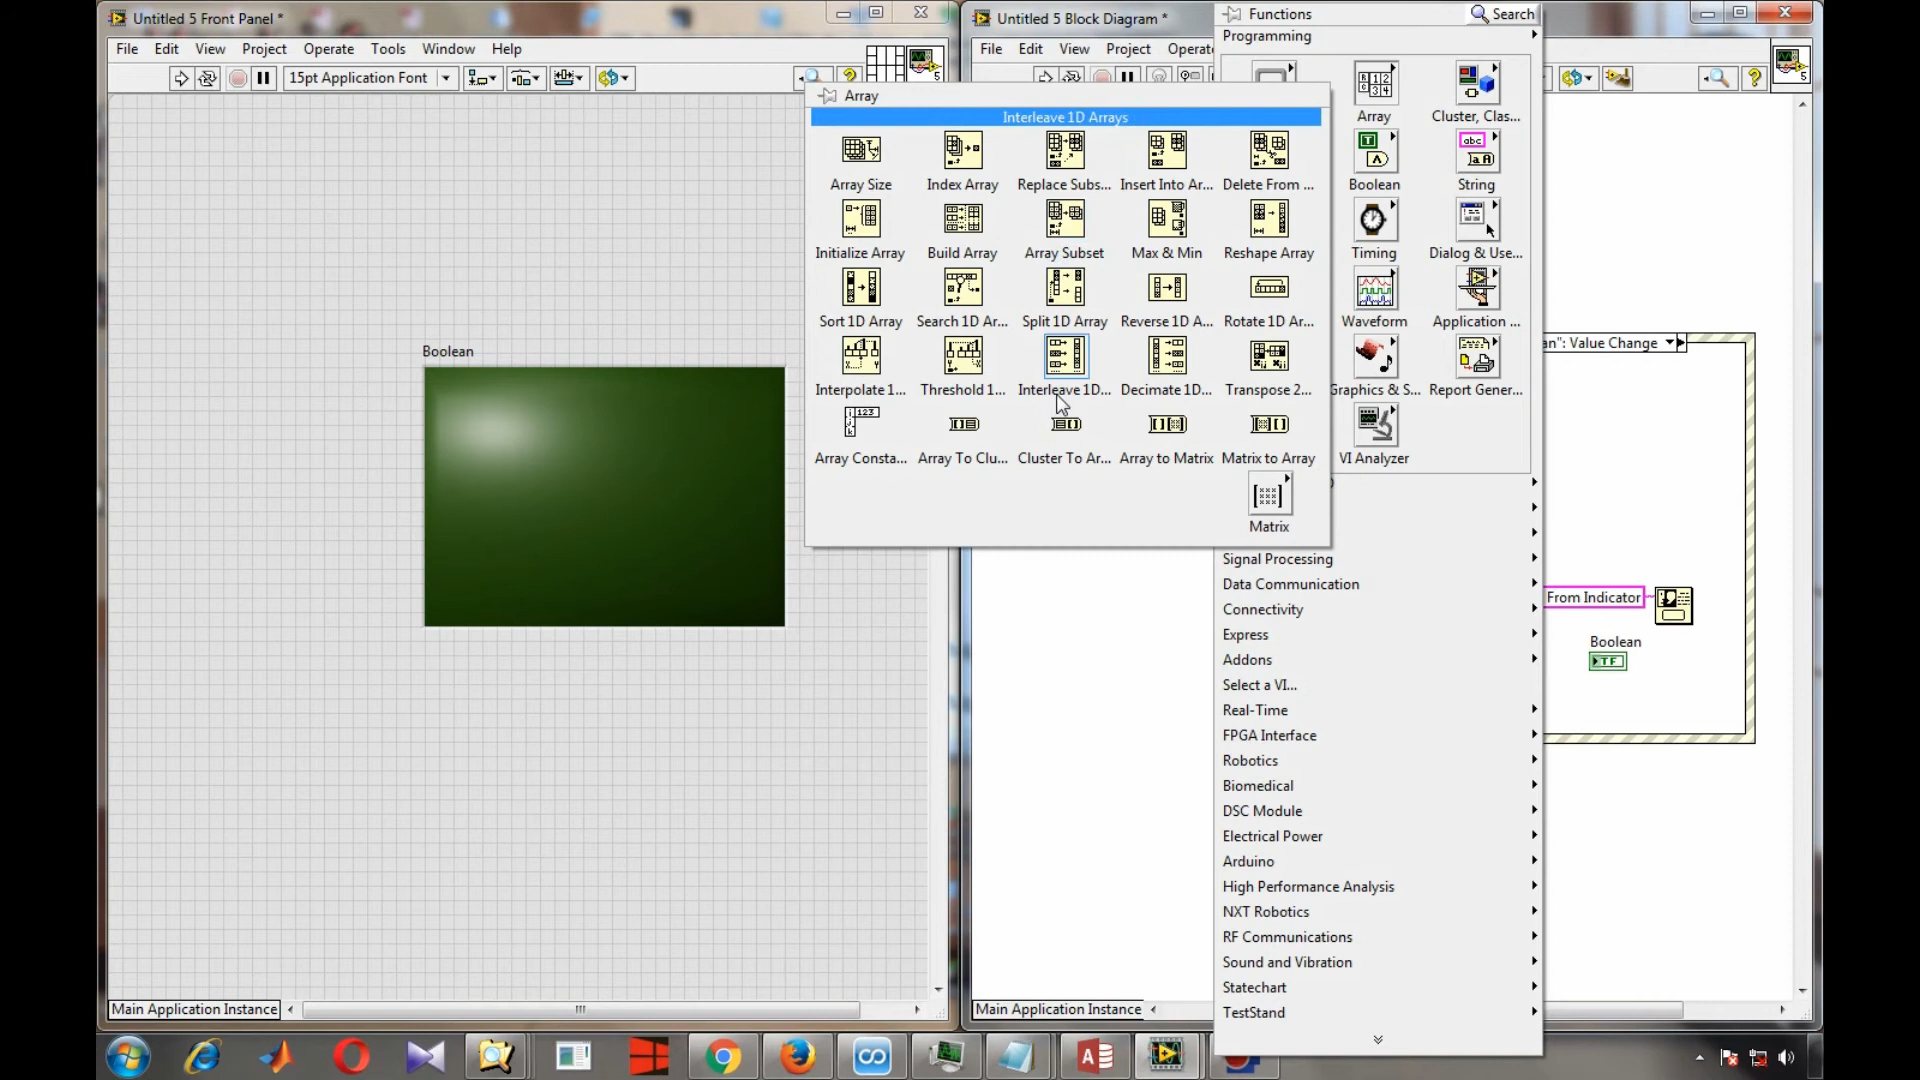 Untitled 5 Front Panel *
File Edit View Project Operate Tools Window Help
15pt Application Font
5
Boolean
Main Application Instance
Untitled 5 Block Diagram *
File Edit View Project Operat
5
Functions
Search
Programming
Array
Cluster, Clas...
Boolean
String
Timing
Dialog & Use...
Waveform
Application ...
Graphics & S...
Report Gener...
VI Analyzer
Array
Interleave 1D Arrays
Array Size
Index Array
Replace Subs...
Insert Into Ar...
Delete From ...
Initialize Array
Build Array
Array Subset
Max & Min
Reshape Array
Sort 1D Array
Search 1D Ar...
Split 1D Array
Reverse 1D A...
Rotate 1D Ar...
Interpolate 1...
Threshold 1...
Interleave 1D...
Decimate 1D...
Transpose 2...
Array Consta...
Array To Clu...
Cluster To Ar...
Array to Matrix
Matrix to Array
Matrix
Signal Processing
Data Communication
Connectivity
Express
Addons
Select a VI...
Real-Time
FPGA Interface
Robotics
Biomedical
DSC Module
Electrical Power
Arduino
High Performance Analysis
NXT Robotics
RF Communications
Sound and Vibration
Statechart
TestStand
an": Value Change
From Indicator
Boolean
TF
Main Application Instance